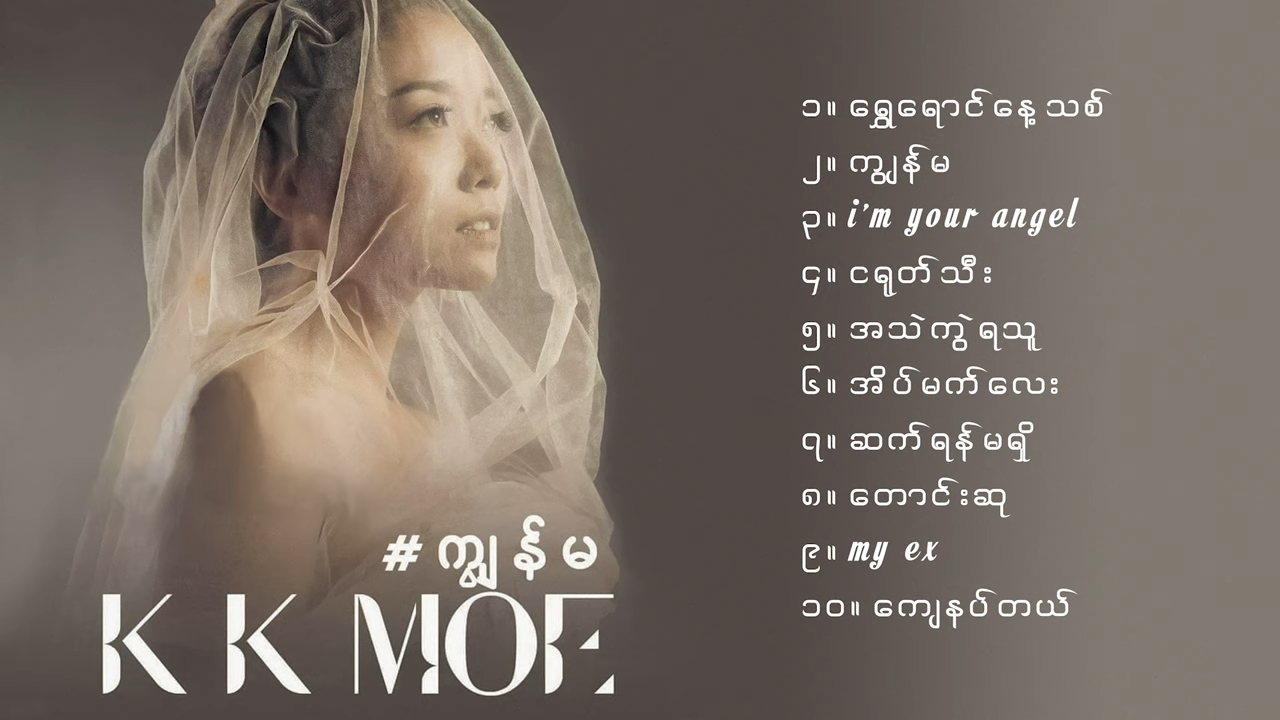 ၁။ ရွှေရောင်နေ့သစ်
၂။ ကျွန်မ
၃။ i'm your angel
၄။ ငရုတ်သီး
၅။ အသဲကွဲရသူ
၆။ အိပ်မက်လေး
၇။ ဆက်ရန်မရှိ
၈။ တောင်းဆု
၉။ my ex
၁၀။ ကျေနပ်တယ်
#ကျွန်မ
K K MOE